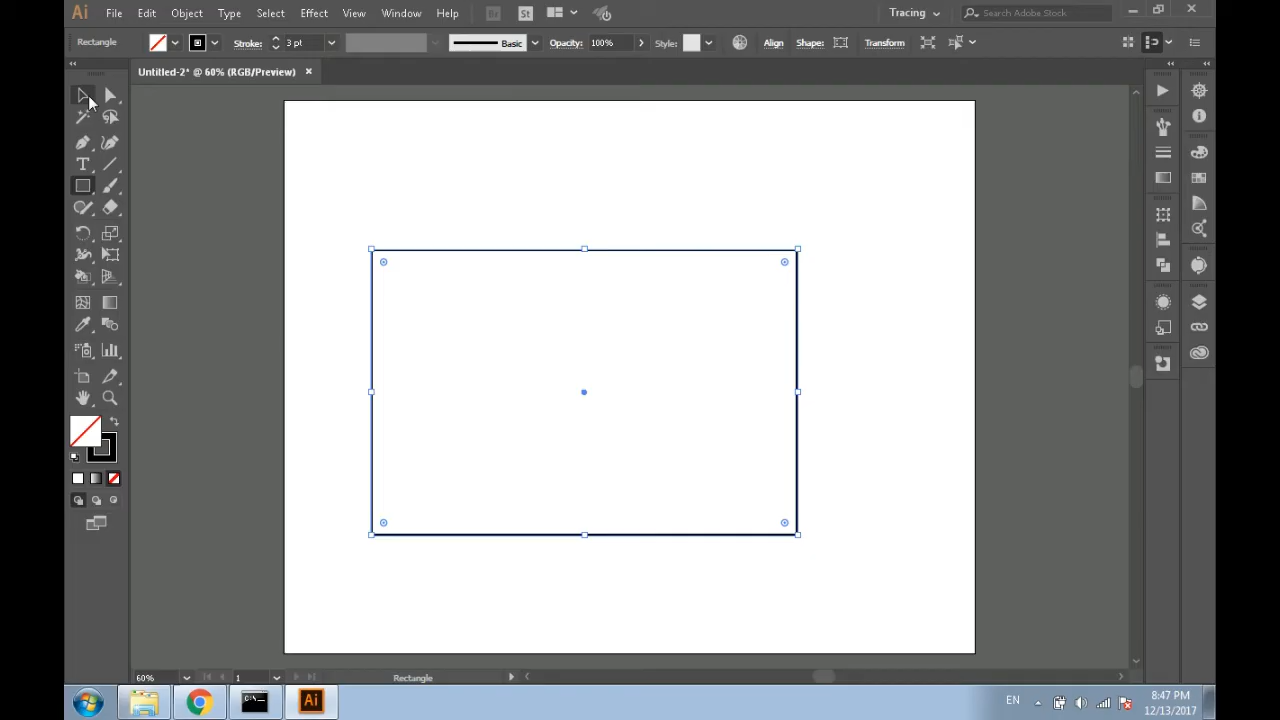 Ai File Edit Object Type Select Effect View Window Help Br St Tracing Search Adobe Stock
Rectangle Stroke: 3 pt Basic Opacity: 100% Style: Align Shape: Transform
Untitled-2* @ 60% (RGB/Preview) ×
T
60% 1 Rectangle
Ai EN 8:47 PM
12/13/2017